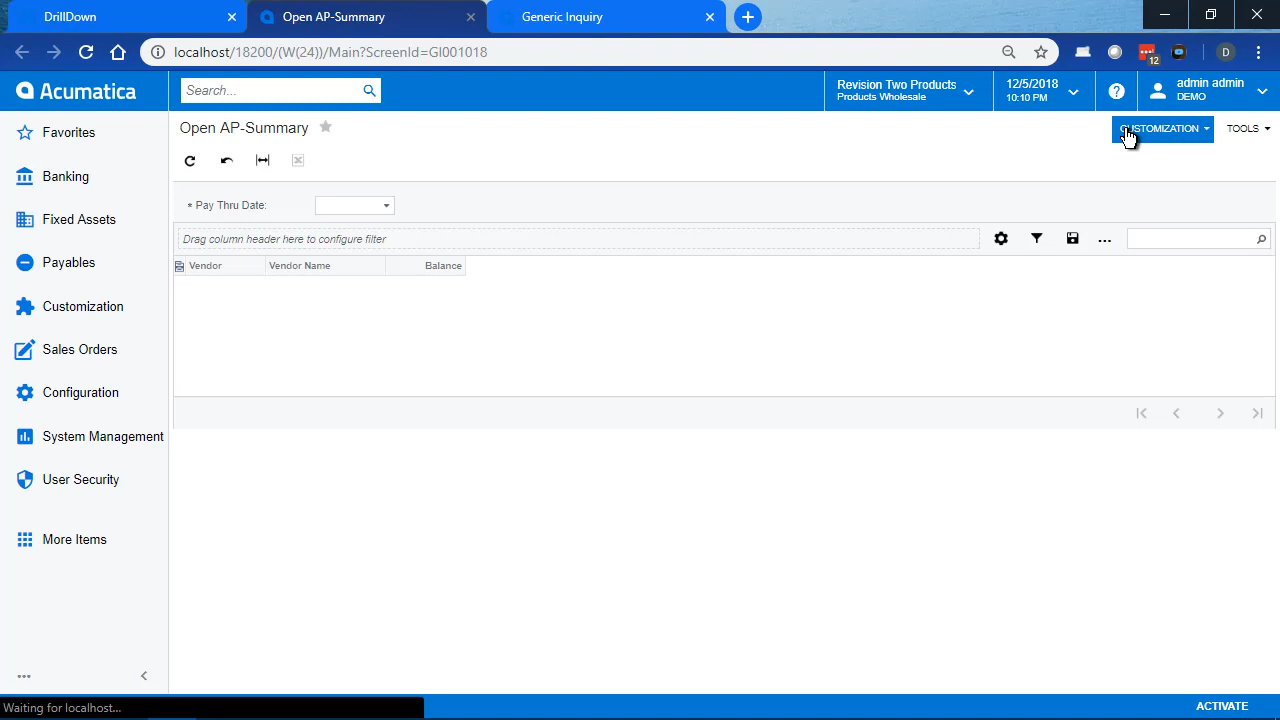 DrillDown
Open AP-Summary
Generic Inquiry
localhost/18200/(W(24))/Main?ScreenId=GI001018
12
D
Acumatica
Search...
Revision Two Products
Products Wholesale
12/5/2018
10:10 PM
?
admin admin
DEMO
Favorites
Banking
Fixed Assets
Payables
Customization
Sales Orders
Configuration
System Management
User Security
More Items
Open AP-Summary
CUSTOMIZATION
TOOLS
* Pay Thru Date:
Drag column header here to configure filter
Vendor
Vendor Name
Balance
Waiting for localhost...
ACTIVATE